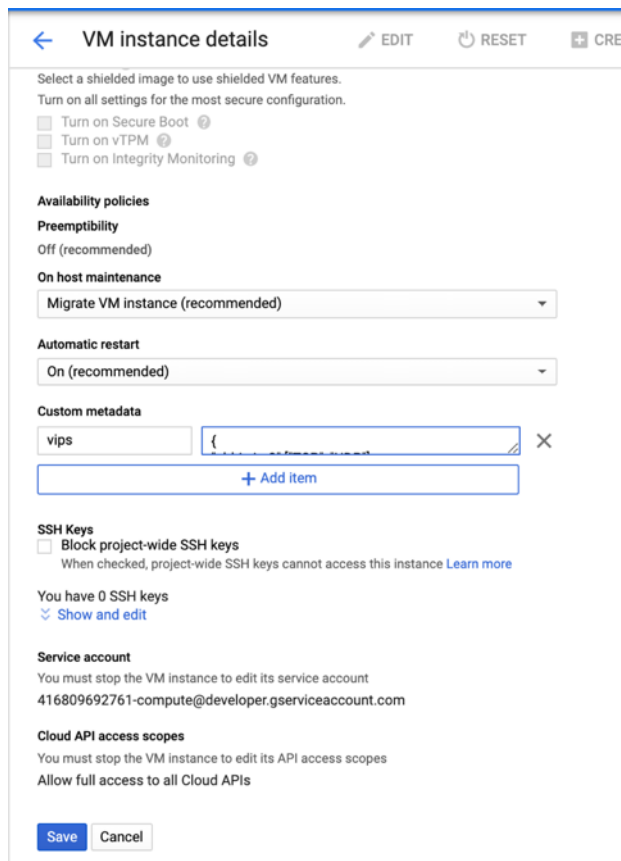 VM instance details
EDIT
RESET
CRE
Select a shielded image to use shielded VM features.
Turn on all settings for the most secure configuration.
Turn on Secure Boot
Turn on vTPM
Turn on Integrity Monitoring
Availability policies
Preemptibility
Off (recommended)
On host maintenance
Migrate VM instance (recommended)
Automatic restart
On (recommended)
Custom metadata
vips
{
+ Add item
SSH Keys
Block project-wide SSH keys
When checked, project-wide SSH keys cannot access this instance Learn more
You have 0 SSH keys
Show and edit
Service account
You must stop the VM instance to edit its service account
416809692761-compute@developer.gserviceaccount.com
Cloud API access scopes
You must stop the VM instance to edit its API access scopes
Allow full access to all Cloud APIs
Save
Cancel